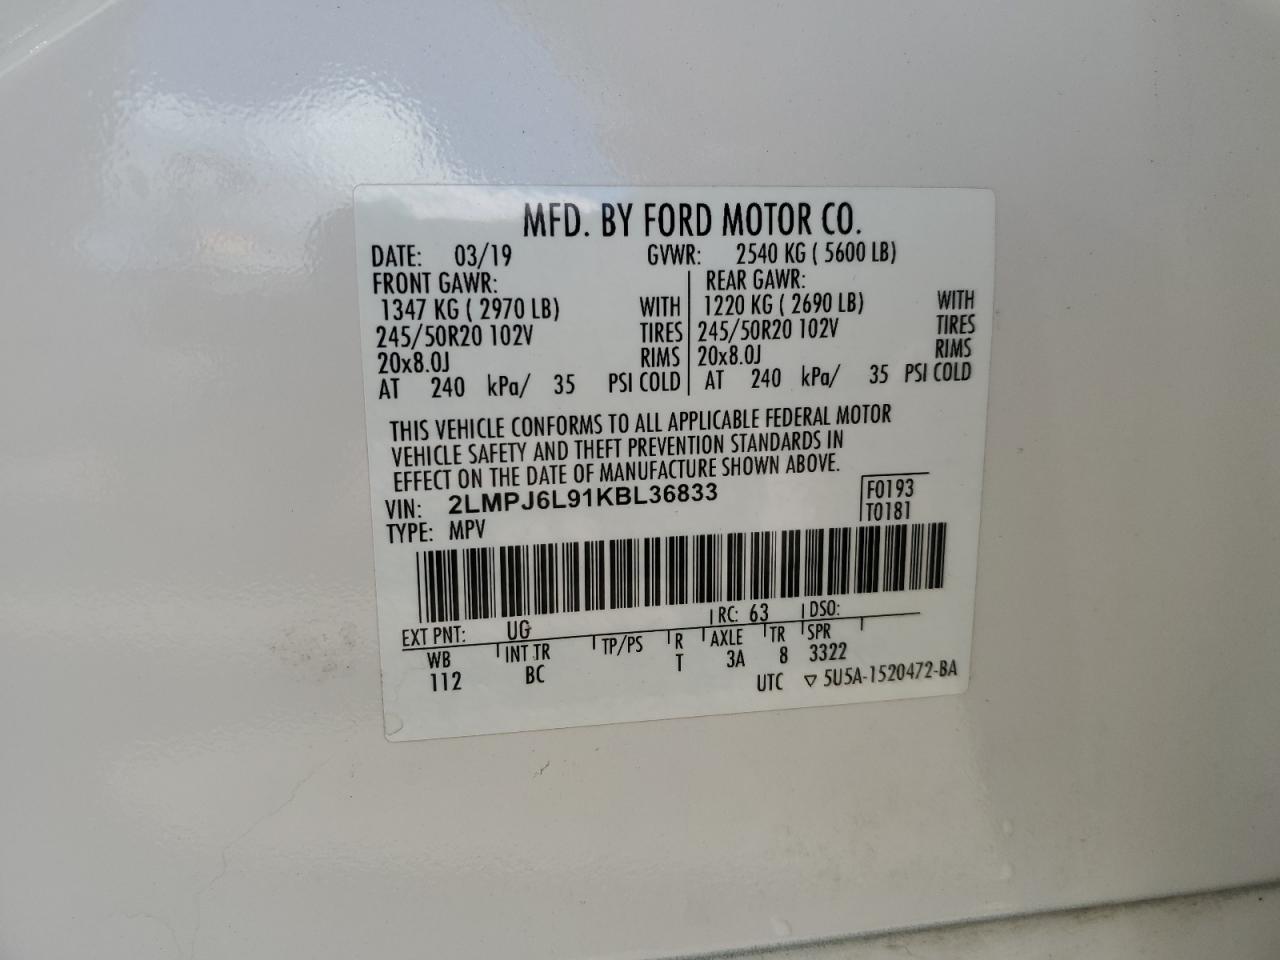 MFD. BY FORD MOTOR CO.
DATE: 03/19 GVWR: 2540 KG ( 5600 LB)
FRONT GAWR: REAR GAWR:
1347 KG ( 2970 LB) WITH 1220 KG ( 2690 LB) WITH
245/50R20 102V TIRES 245/50R20 102V TIRES
20x8.0J RIMS 20x8.0J RIMS
AT 240 kPa/ 35 PSI COLD AT 240 kPa/ 35 PSI COLD
THIS VEHICLE CONFORMS TO ALL APPLICABLE FEDERAL MOTOR
VEHICLE SAFETY AND THEFT PREVENTION STANDARDS IN
EFFECT ON THE DATE OF MANUFACTURE SHOWN ABOVE.
VIN: 2LMPJ6L91KBL36833 F0193
TYPE: MPV T0181
EXT PNT: UG RC: 63 DSO:
WB INT TR TP/PS R AXLE TR SPR
112 BC T 3A 8 3322
UTC ▽ 5U5A-1520472-BA